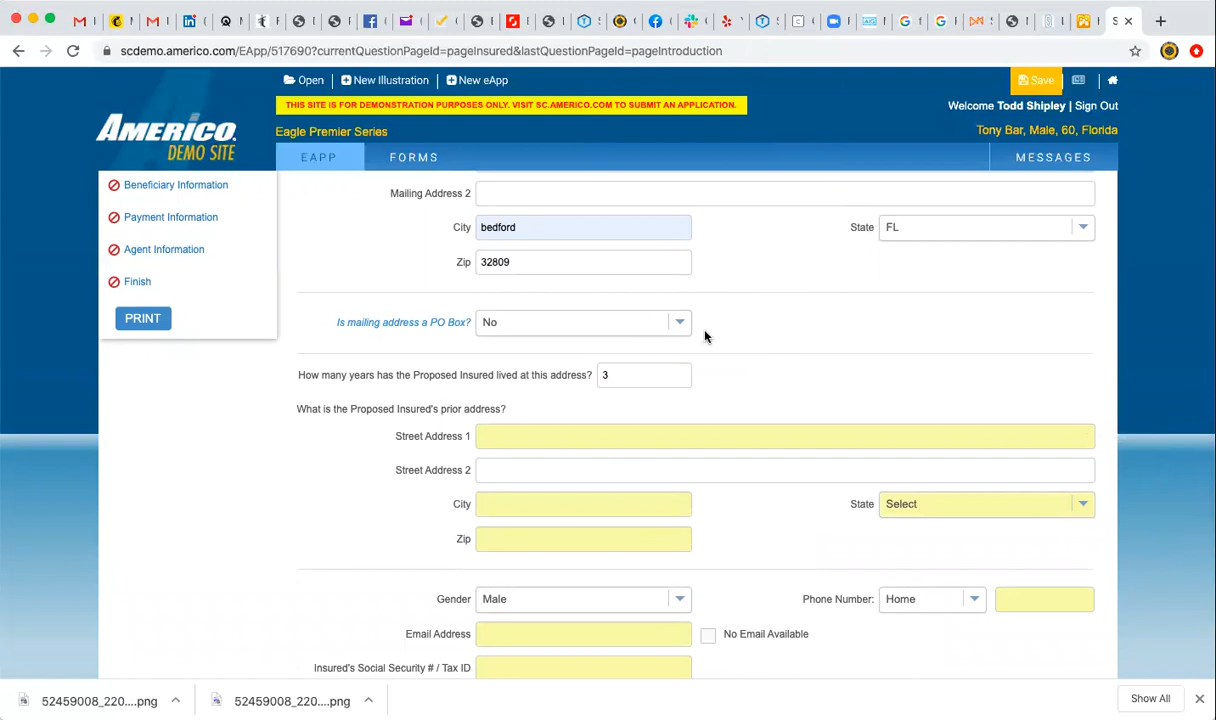 scdemo.americo.com/EApp/517690?currentQuestionPageId=pageInsured&lastQuestionPageId=pageIntroduction
Open
New Illustration
New eApp
Save
THIS SITE IS FOR DEMONSTRATION PURPOSES ONLY. VISIT SC.AMERICO.COM TO SUBMIT AN APPLICATION.
Welcome Todd Shipley | Sign Out
AMERICO
DEMO SITE
Eagle Premier Series
Tony Bar, Male, 60, Florida
EAPP
FORMS
MESSAGES
Beneficiary Information
Payment Information
Agent Information
Finish
PRINT
Mailing Address 2
City bedford
State FL
Zip 32809
Is mailing address a PO Box? No
How many years has the Proposed Insured lived at this address? 3
What is the Proposed Insured's prior address?
Street Address 1
Street Address 2
City
State Select
Zip
Gender Male
Phone Number: Home
Email Address
No Email Available
Insured's Social Security # / Tax ID
52459008_220....png
52459008_220....png
Show All